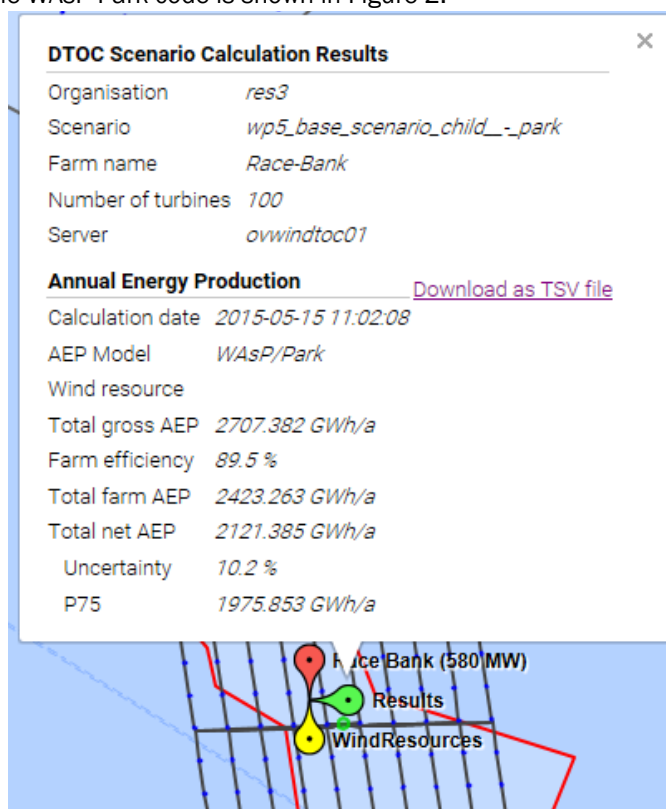 the WAsP Park code is shown in Figure 2.
DTOC Scenario Calculation Results
×
Organisation res3
Scenario wp5_base_scenario_child__-_park
Farm name Race-Bank
Number of turbines 100
Server ovwindtoc01
Annual Energy Production Download as TSV file
Calculation date 2015-05-15 11:02:08
AEP Model WAsP/Park
Wind resource
Total gross AEP 2707.382 GWh/a
Farm efficiency 89.5 %
Total farm AEP 2423.263 GWh/a
Total net AEP 2121.385 GWh/a
Uncertainty 10.2 %
P75 1975.853 GWh/a
Race Bank (580 MW)
Results
WindResources